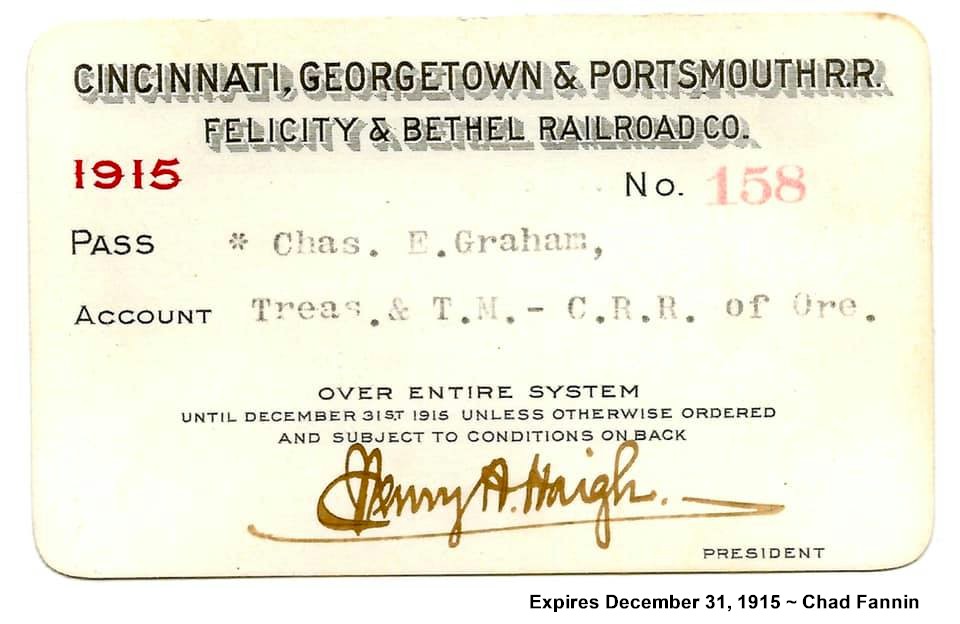 CINCINNATI, GEORGETOWN & PORTSMOUTH R.R.
FELICITY & BETHEL RAILROAD CO.
1915
No. 158
PASS * Chas. E.Graham,
ACCOUNT Treas.& T.M.- C.R.R. of Ore.
OVER ENTIRE SYSTEM
UNTIL DECEMBER 31ST 1915 UNLESS OTHERWISE ORDERED
AND SUBJECT TO CONDITIONS ON BACK
Henry A. Haigh.
PRESIDENT
Expires December 31, 1915 ~ Chad Fannin